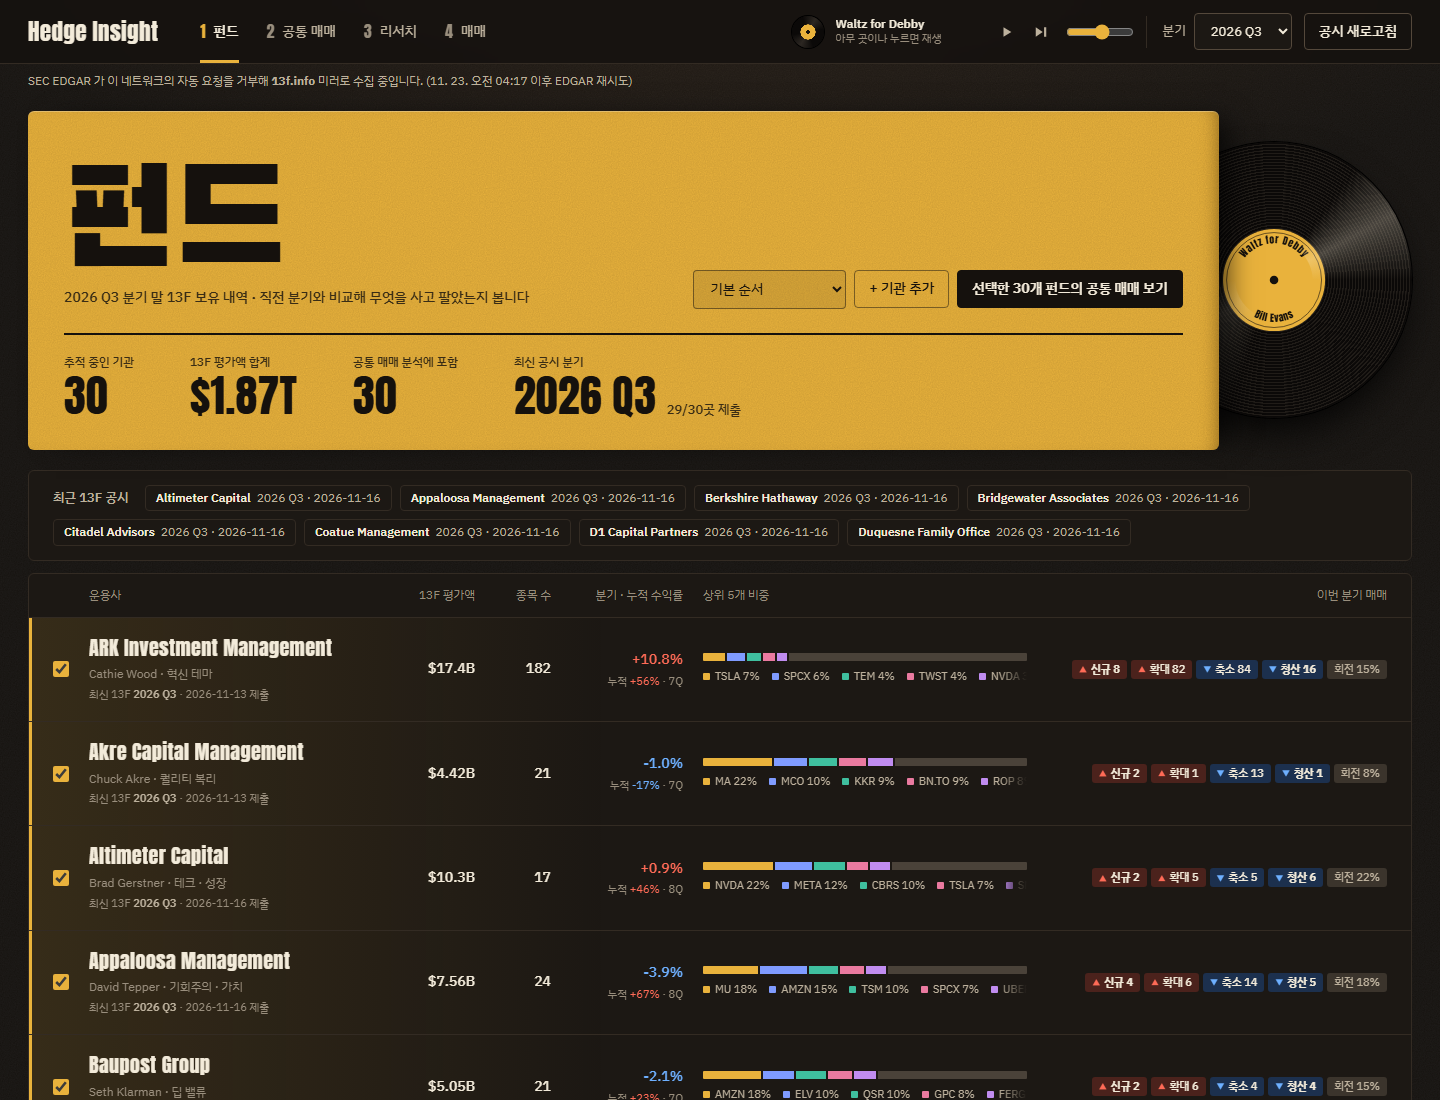 Hedge Insight
1 펀드
2 공통 매매
3 리서치
4 매매
Waltz for Debby
아무 곳이나 누르면 재생
분기
2026 Q3
공시 새로고침
SEC EDGAR 가 이 네트워크의 자동 요청을 거부해 13f.info 미러로 수집 중입니다. (11. 23. 오전 04:17 이후 EDGAR 재시도)
펀드
2026 Q3 분기 말 13F 보유 내역 · 직전 분기와 비교해 무엇을 사고 팔았는지 봅니다
기본 순서
+ 기관 추가
선택한 30개 펀드의 공통 매매 보기
Waltz for Debby
Bill Evans
추적 중인 기관
30
13F 평가액 합계
$1.87T
공통 매매 분석에 포함
30
최신 공시 분기
2026 Q3 29/30곳 제출
최근 13F 공시
Altimeter Capital 2026 Q3 · 2026-11-16
Appaloosa Management 2026 Q3 · 2026-11-16
Berkshire Hathaway 2026 Q3 · 2026-11-16
Bridgewater Associates 2026 Q3 · 2026-11-16
Citadel Advisors 2026 Q3 · 2026-11-16
Coatue Management 2026 Q3 · 2026-11-16
D1 Capital Partners 2026 Q3 · 2026-11-16
Duquesne Family Office 2026 Q3 · 2026-11-16
운용사 13F 평가액 종목 수 분기 · 누적 수익률 상위 5개 비중 이번 분기 매매
ARK Investment Management
Cathie Wood · 혁신 테마
최신 13F 2026 Q3 · 2026-11-13 제출
$17.4B
182
+10.8%
누적 +56% · 7Q
TSLA 7% SPCX 6% TEM 4% TWST 4% NVDA
▲ 신규 8 ▲ 확대 82 ▼ 축소 84 ▼ 청산 16 회전 15%
Akre Capital Management
Chuck Akre · 퀄리티 복리
최신 13F 2026 Q3 · 2026-11-13 제출
$4.42B
21
-1.0%
누적 -17% · 7Q
MA 22% MCO 10% KKR 9% BN.TO 9% ROP
▲ 신규 2 ▲ 확대 1 ▼ 축소 13 ▼ 청산 1 회전 8%
Altimeter Capital
Brad Gerstner · 테크 · 성장
최신 13F 2026 Q3 · 2026-11-16 제출
$10.3B
17
+0.9%
누적 +46% · 8Q
NVDA 22% META 12% CBRS 10% TSLA 7%
▲ 신규 2 ▲ 확대 5 ▼ 축소 5 ▼ 청산 6 회전 22%
Appaloosa Management
David Tepper · 기회주의 · 가치
최신 13F 2026 Q3 · 2026-11-16 제출
$7.56B
24
-3.9%
누적 +67% · 8Q
MU 18% AMZN 15% TSM 10% SPCX 7% UBE
▲ 신규 4 ▲ 확대 6 ▼ 축소 14 ▼ 청산 5 회전 18%
Baupost Group
Seth Klarman · 딥 밸류
$5.05B
21
-2.1%
누적 +23% · 7Q
AMZN 18% ELV 10% QSR 10% GPC 8% FERG
▲ 신규 2 ▲ 확대 6 ▼ 축소 4 ▼ 청산 4 회전 15%